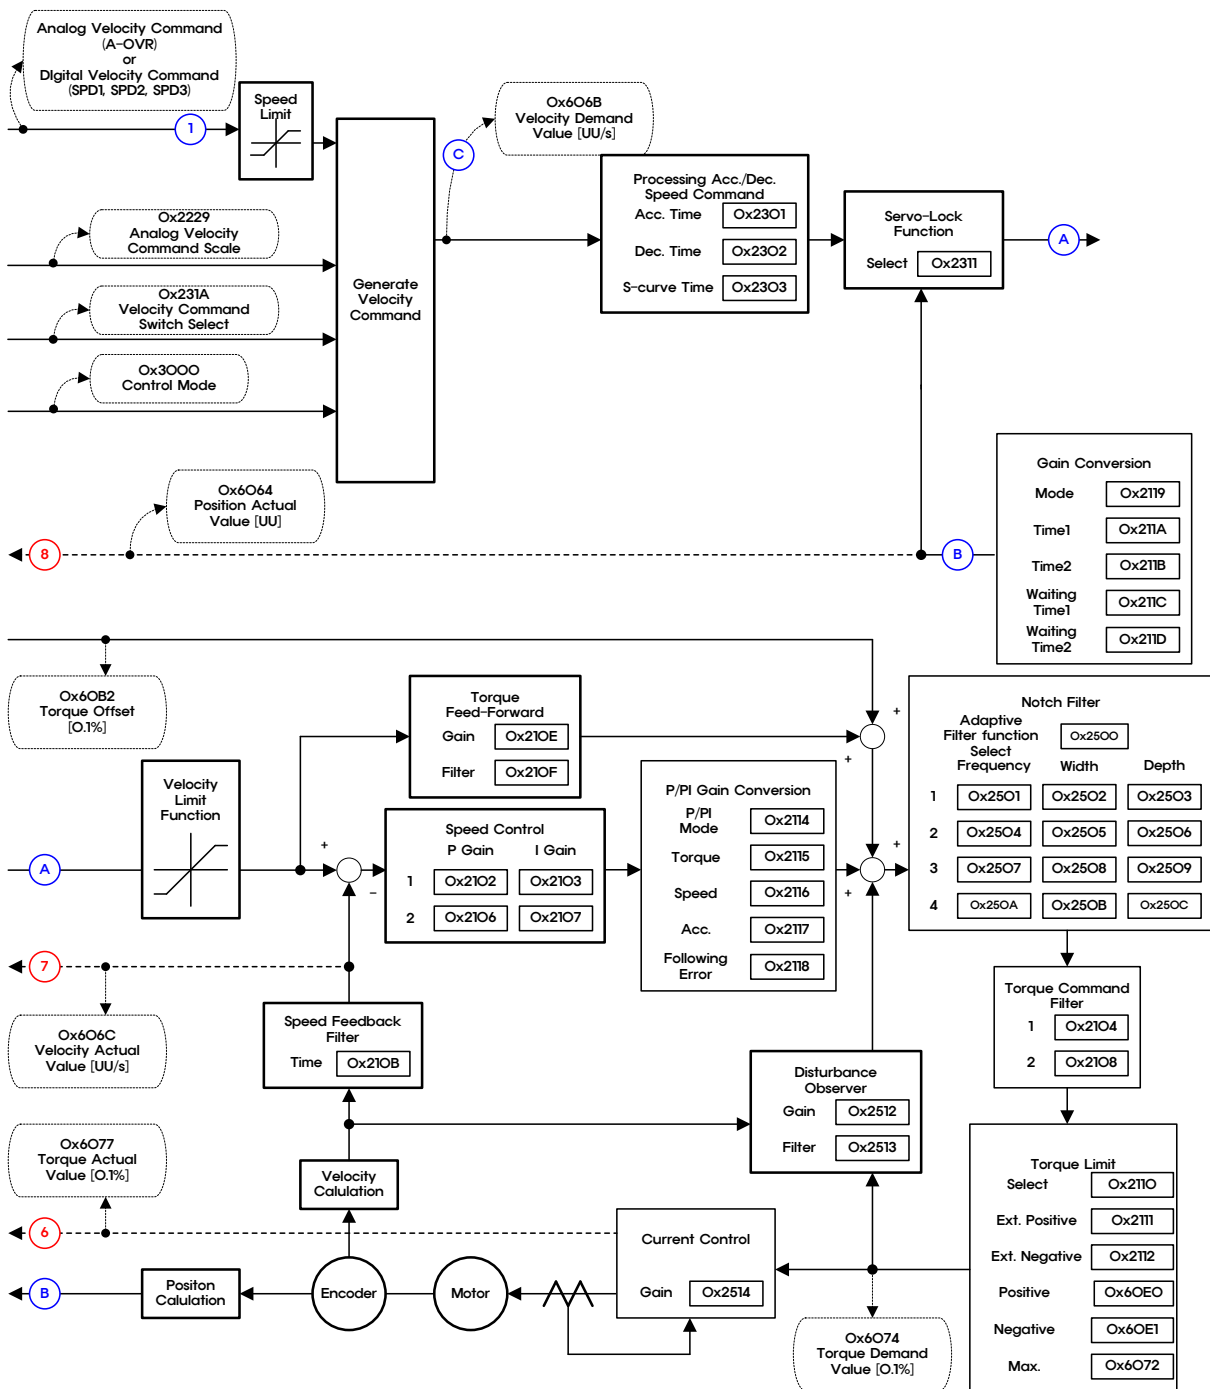 Analog Velocity Command
(A-OVR)
or
DIgital Velocity Command
(SPD1, SPD2, SPD3)
1
Speed
Limit
0x606B
Velocity Demand
Value [UU/s]
C
Processing Acc./Dec.
Speed Command
Acc. Time 0x2301
Dec. Time 0x2302
S-curve Time 0x2303
Servo-Lock
Function
Select 0x2311
A
0x2229
Analog Velocity
Command Scale
0x231A
Velocity Command
Switch Select
0x3000
Control Mode
Generate
Velocity
Command
0x6064
Position Actual
Value [UU]
8
B
Gain Conversion
Mode 0x2119
Time1 0x211A
Time2 0x211B
Waiting
Time1 0x211C
Waiting
Time2 0x211D
0x60B2
Torque Offset
[0.1%]
Torque
Feed-Forward
Gain 0x210E
Filter 0x210F
+
+
Notch Filter
Adaptive
Filter function
Select
0x2500
Frequency Width Depth
1 0x2501 0x2502 0x2503
2 0x2504 0x2505 0x2506
3 0x2507 0x2508 0x2509
4 0x250A 0x250B 0x250C
Velocity
Limit
Function
A
+
−
Speed Control
P Gain I Gain
1 0x2102 0x2103
2 0x2106 0x2107
P/PI Gain Conversion
P/PI
Mode 0x2114
Torque 0x2115
Speed 0x2116
Acc. 0x2117
Following
Error 0x2118
+
+
7
0x606C
Velocity Actual
Value [UU/s]
Speed Feedback
Filter
Time 0x210B
Torque Command
Filter
1 0x2104
2 0x2108
Disturbance
Observer
Gain 0x2512
Filter 0x2513
0x6077
Torque Actual
Value [0.1%]
Velocity
Calulation
6
Torque Limit
Select 0x2110
Ext. Positive 0x2111
Ext. Negative 0x2112
Positive 0x60E0
Negative 0x60E1
Max. 0x6072
Current Control
Gain 0x2514
B
Positon
Calulation
Encoder
Motor
0x6074
Torque Demand
Value [0.1%]